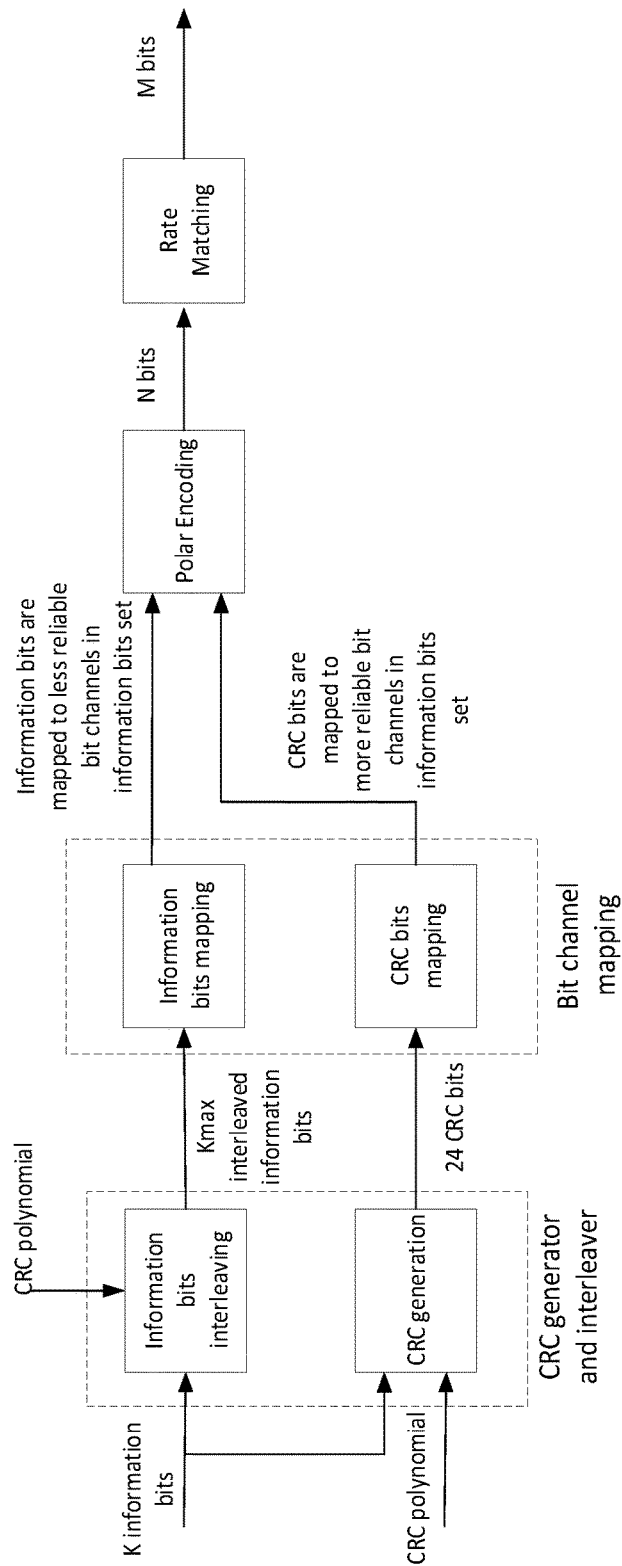 K information
bits
CRC polynomial
CRC polynomial
Information
bits
interleaving
CRC generation
CRC generator
and interleaver
Kmax
interleaved
information
bits
24 CRC bits
Information
bits mapping
CRC bits
mapping
Bit channel
mapping
Information bits are
mapped to less reliable
bit channels in
information bits set
CRC bits are
mapped to
more reliable bit
channels in
information bits
set
Polar Encoding
N bits
Rate
Matching
M bits